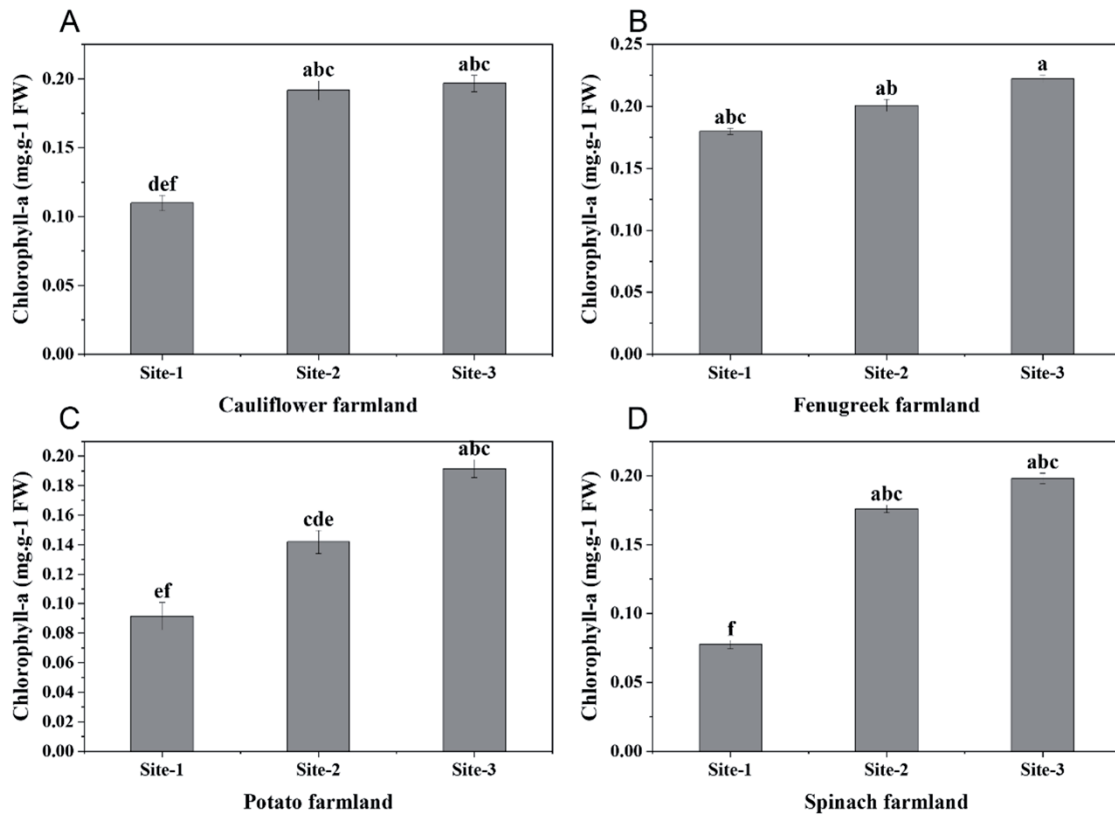 A
Chlorophyll-a (mg.g-1 FW)
0.20
0.15
0.10
0.05
0.00
def
abc
abc
Site-1
Site-2
Site-3
Cauliflower farmland
B
Chlorophyll-a (mg.g-1 FW)
0.25
0.20
0.15
0.10
0.05
0.00
abc
ab
a
Site-1
Site-2
Site-3
Fenugreek farmland
C
Chlorophyll-a (mg.g-1 FW)
0.20
0.18
0.16
0.14
0.12
0.10
0.08
0.06
0.04
0.02
0.00
ef
cde
abc
Site-1
Site-2
Site-3
Potato farmland
D
Chlorophyll-a (mg.g-1 FW)
0.20
0.15
0.10
0.05
0.00
f
abc
abc
Site-1
Site-2
Site-3
Spinach farmland